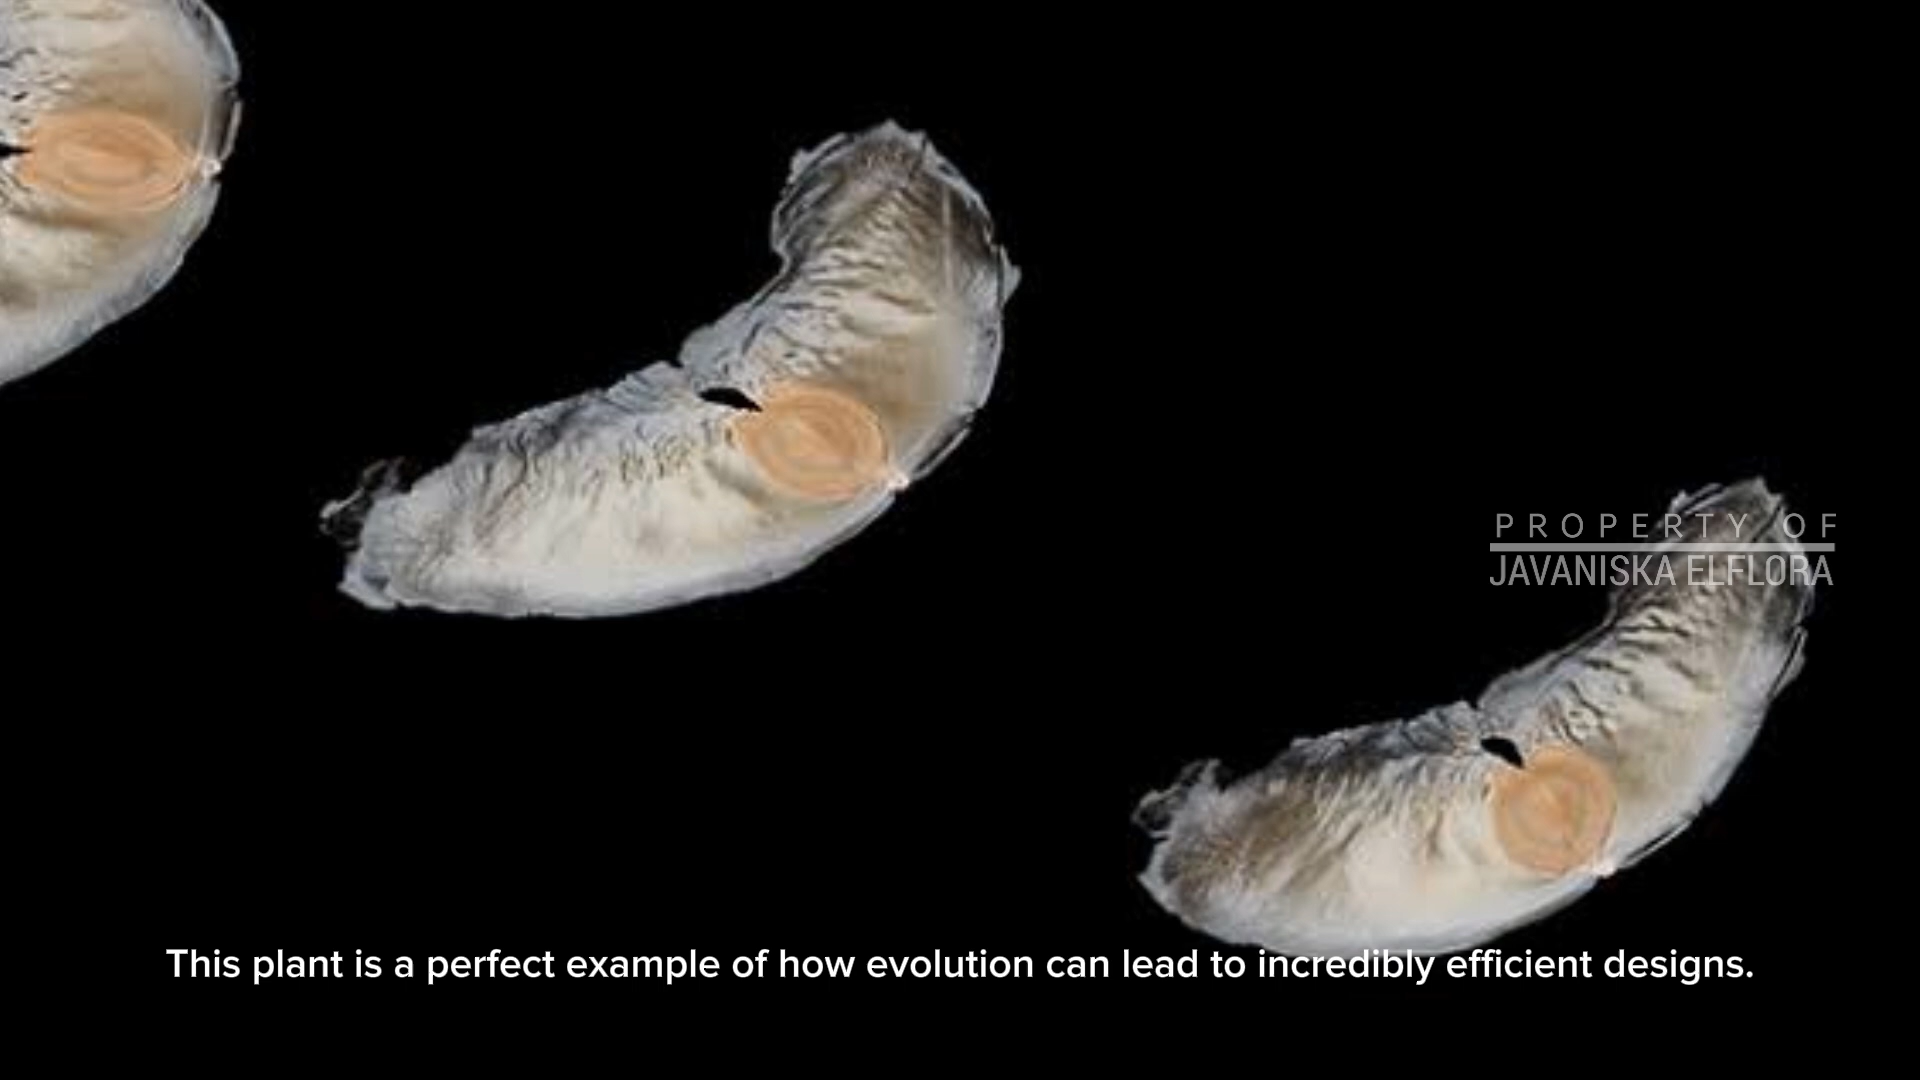 PROPERTY OF
JAVANISKA ELFLORA
This plant is a perfect example of how evolution can lead to incredibly efficient designs.